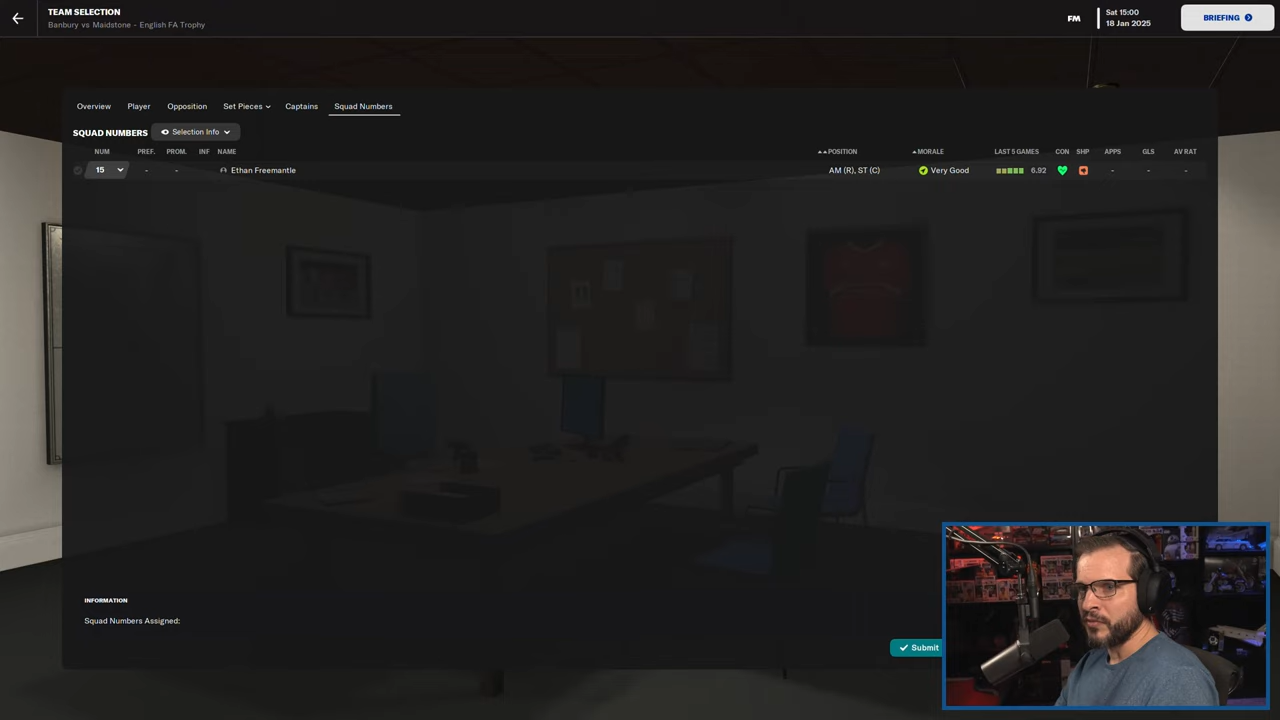 TEAM SELECTION
Banbury vs Maidstone - English FA Trophy
FM
Sat 15:00
18 Jan 2025
BRIEFING
Overview Player Opposition Set Pieces Captains Squad Numbers
SQUAD NUMBERS Selection Info
NUM PREF. PROM. INF NAME POSITION MORALE LAST 5 GAMES CON SHP APPS GLS AV RAT
15 - - Ethan Freemantle AM (R), ST (C) Very Good 6.92 - - -
INFORMATION
Squad Numbers Assigned:
Submit